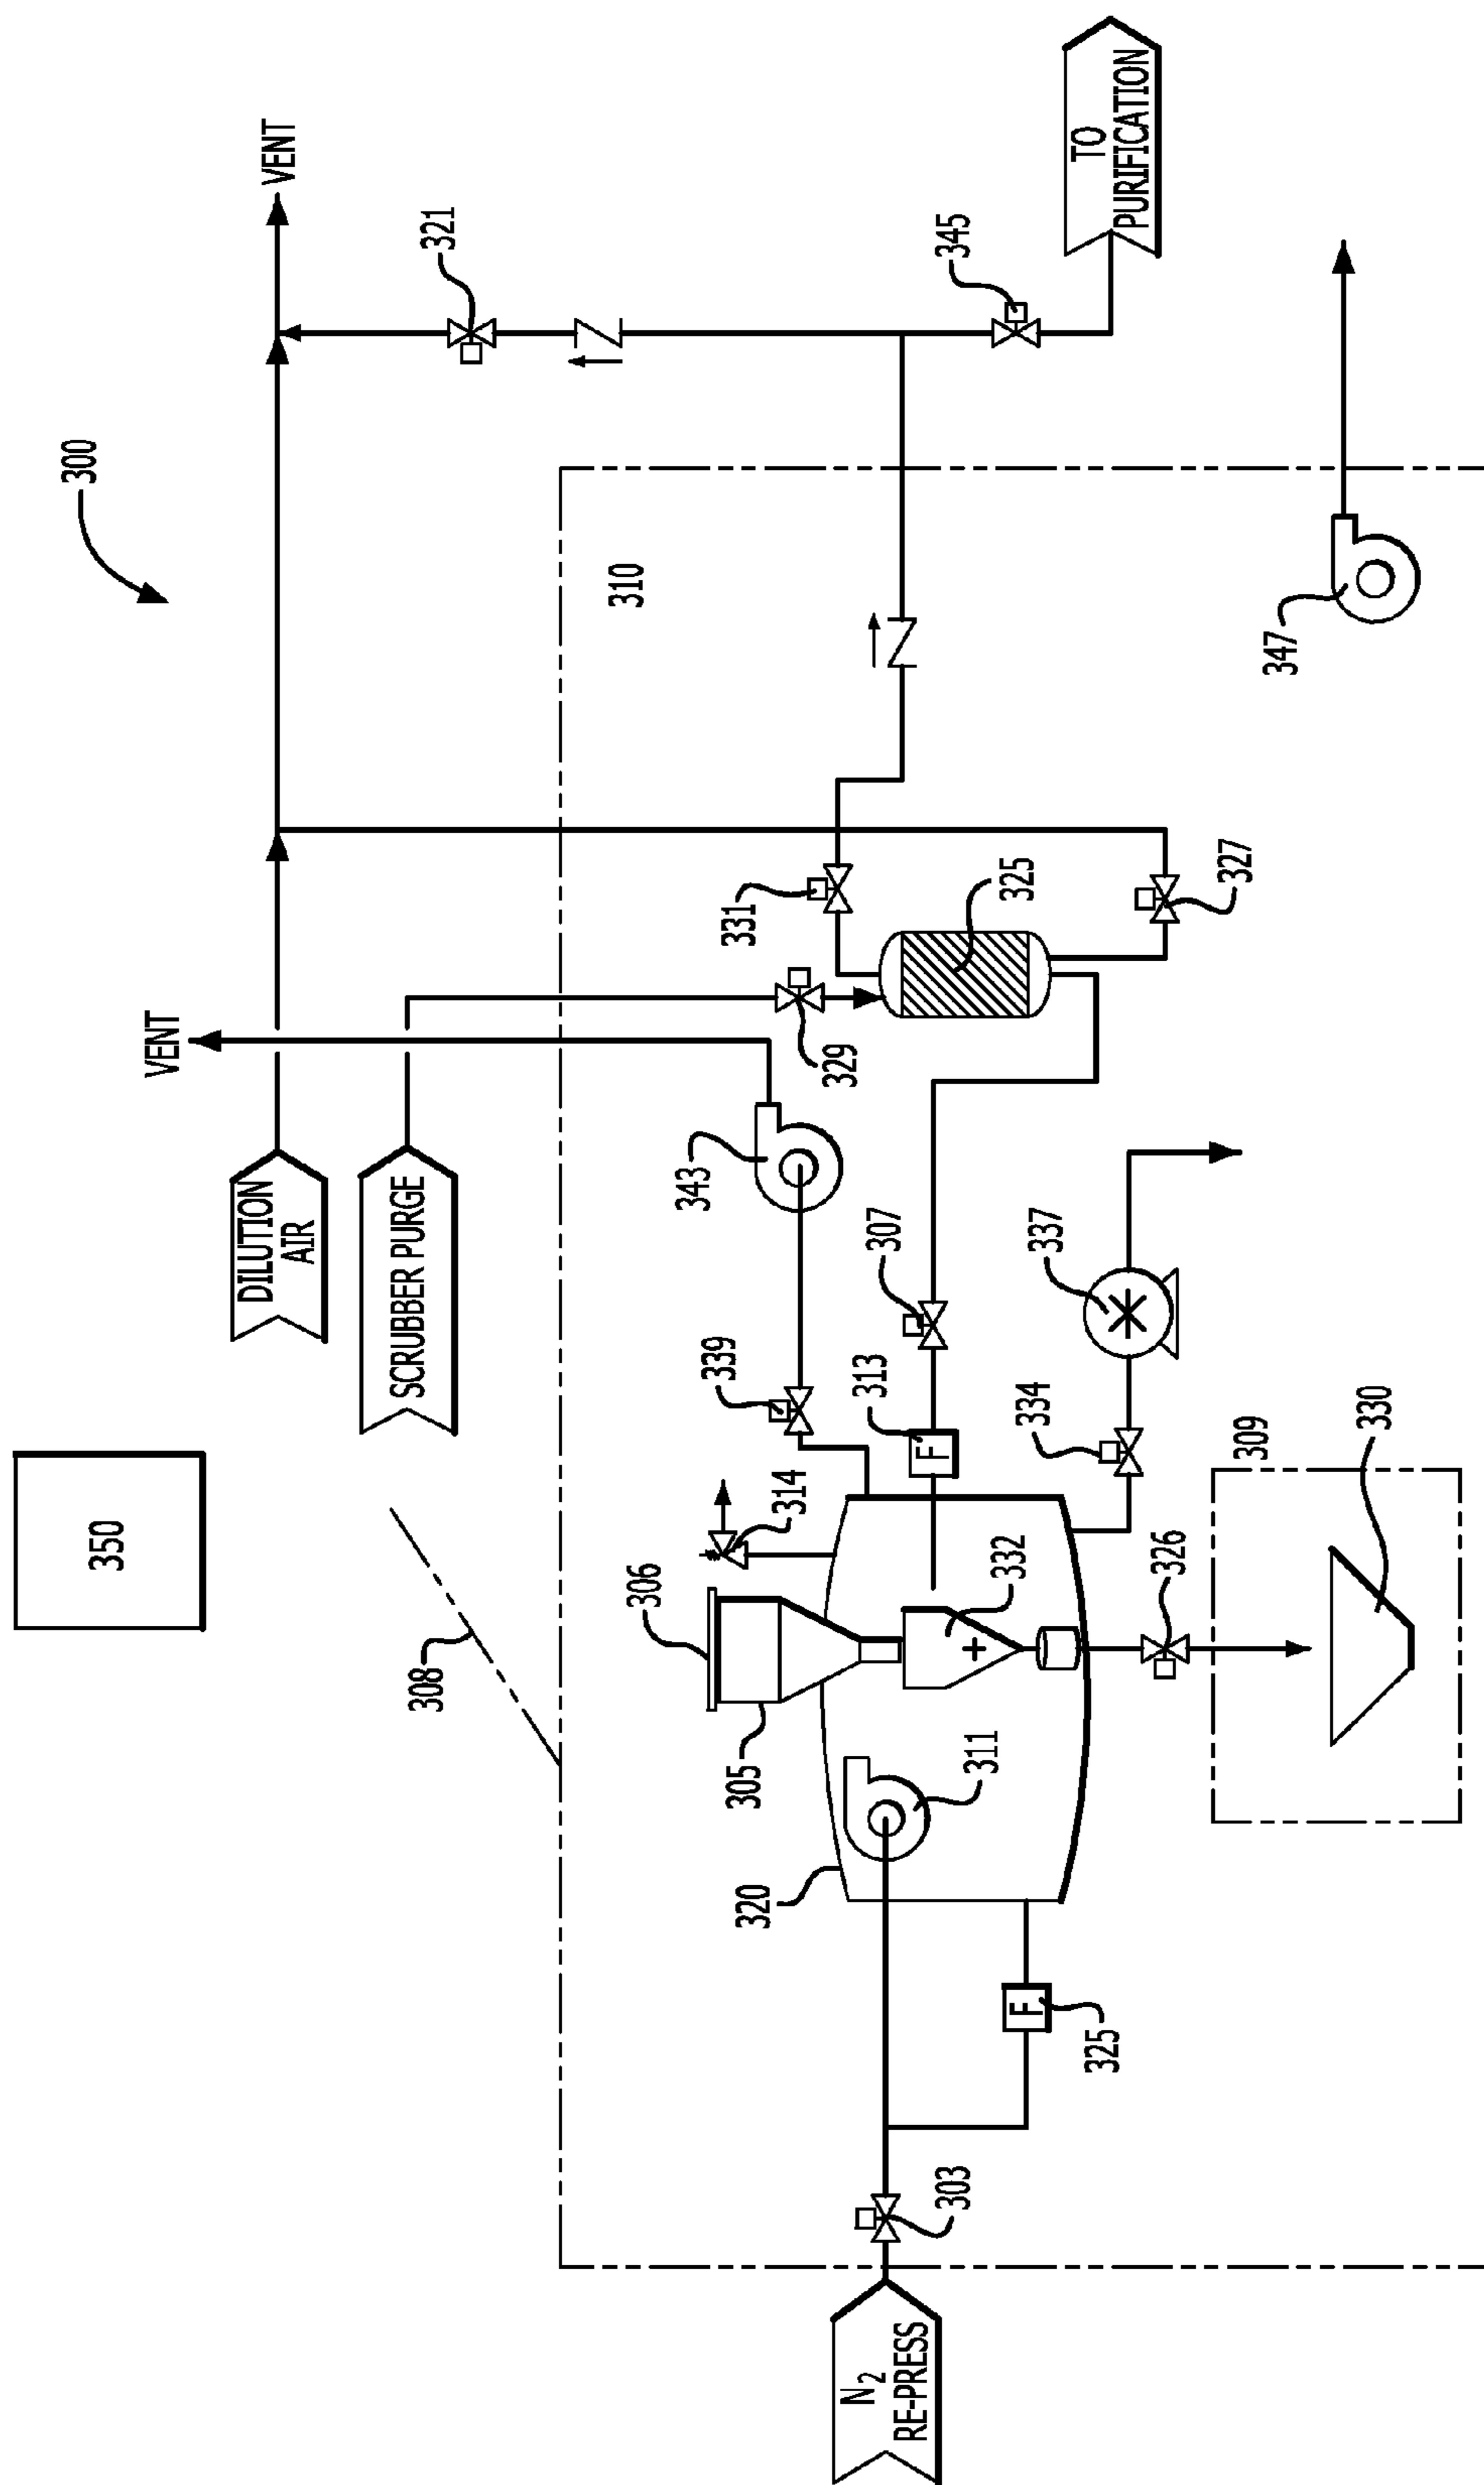 300
VENT
321
345
TO
PURIFICATION
310
347
VENT
331
325
327
329
DILUTION
AIR
SCRUBBER PURGE
343
307
337
339
313
F
334
309
330
350
308
314
306
332
326
305
311
320
F
325
303
N₂
RE-PRESS